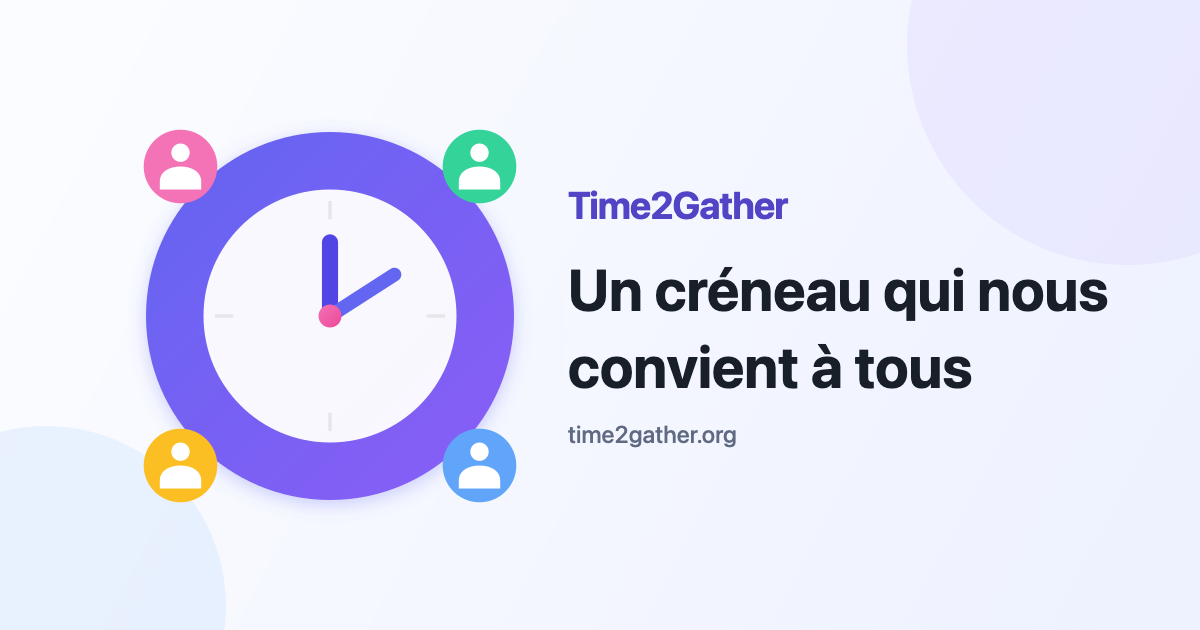 Time2Gather
Un créneau qui nous
convient à tous
time2gather.org